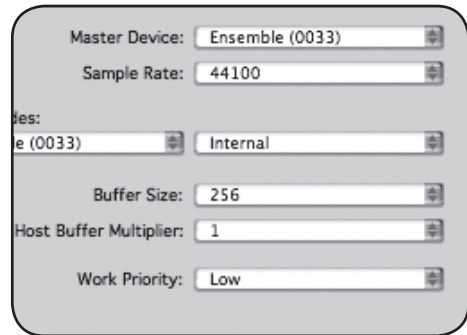 Master Device: Ensemble (0033)
Sample Rate: 44100
des:
le (0033) Internal
Buffer Size: 256
Host Buffer Multiplier: 1
Work Priority: Low